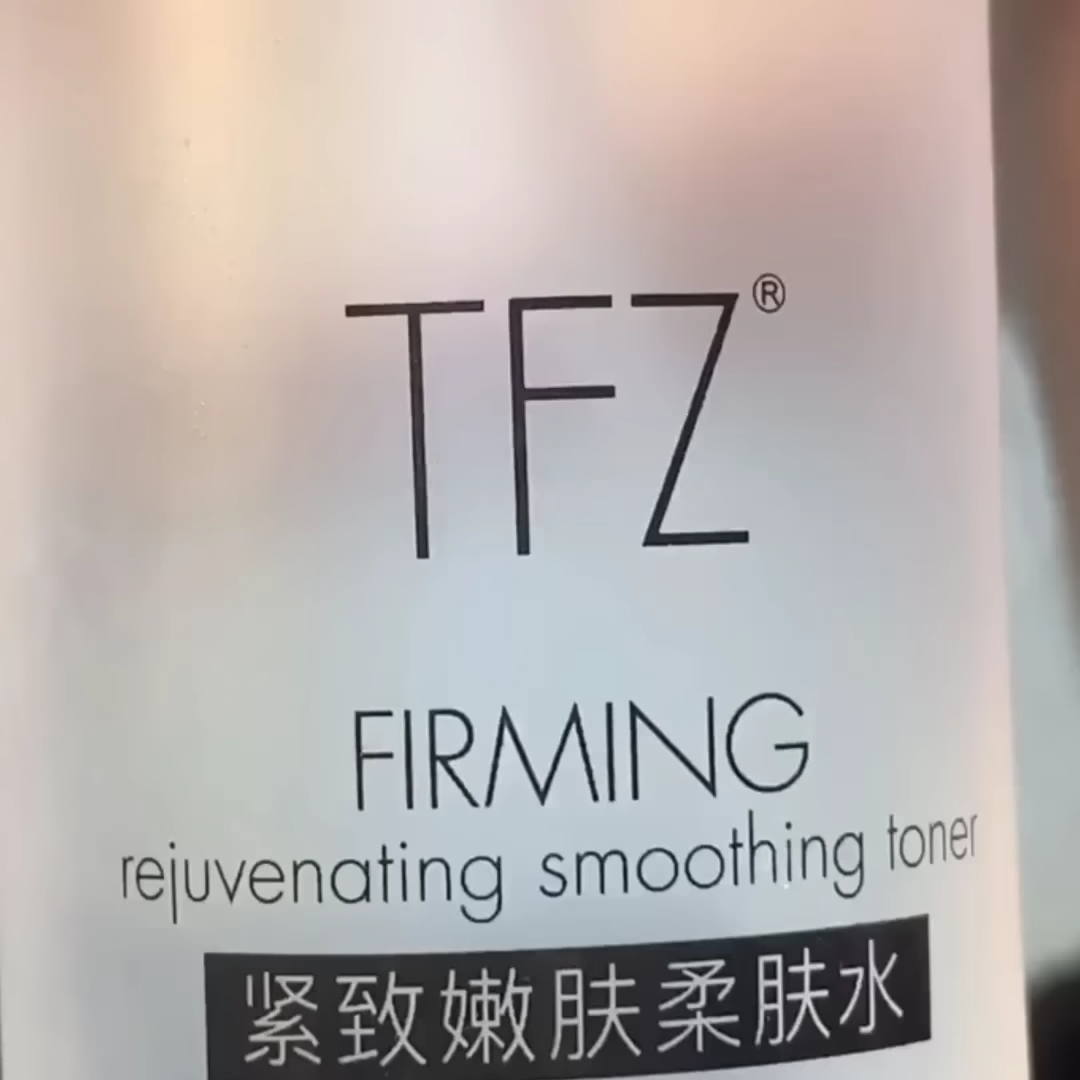 TFZ®
FIRMING
rejuvenating smoothing toner
紧致嫩肤柔肤水